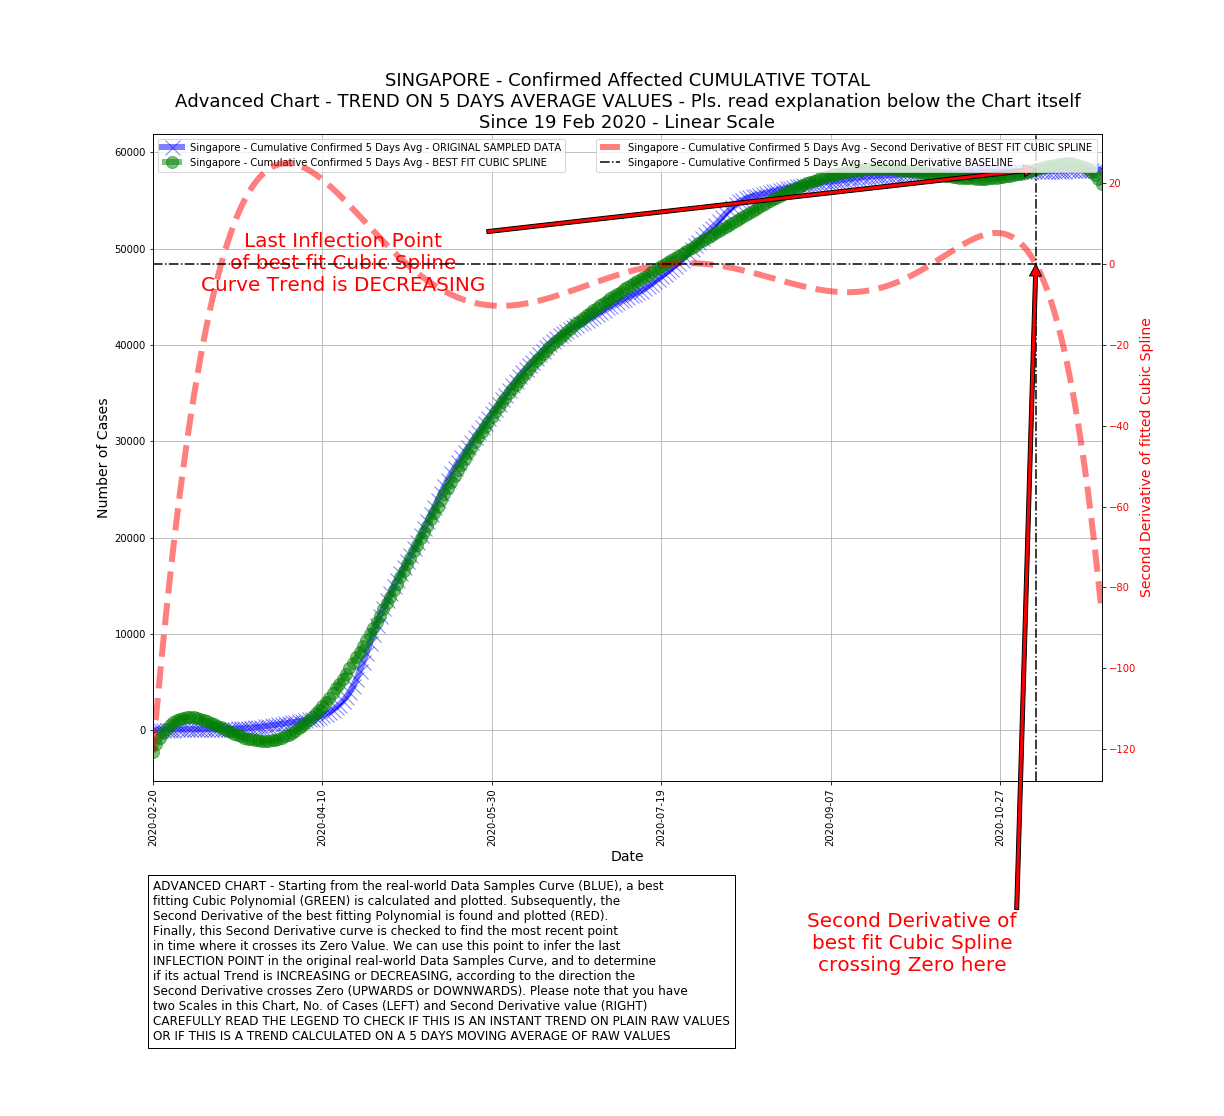 SINGAPORE - Confirmed Affected CUMULATIVE TOTAL
Advanced Chart - TREND ON 5 DAYS AVERAGE VALUES - Pls. read explanation below the Chart itself
Since 19 Feb 2020 - Linear Scale
Singapore - Cumulative Confirmed 5 Days Avg - ORIGINAL SAMPLED DATA
Singapore - Cumulative Confirmed 5 Days Avg - BEST FIT CUBIC SPLINE
Singapore - Cumulative Confirmed 5 Days Avg - Second Derivative of BEST FIT CUBIC SPLINE
Singapore - Cumulative Confirmed 5 Days Avg - Second Derivative BASELINE
60000
50000
40000
30000
20000
10000
0
Number of Cases
Last Inflection Point
of best fit Cubic Spline
Curve Trend is DECREASING
20
0
−20
−40
−60
−80
−100
−120
Second Derivative of fitted Cubic Spline
2020-02-20
2020-04-10
2020-05-30
2020-07-19
2020-09-07
2020-10-27
Date
Second Derivative of
best fit Cubic Spline
crossing Zero here
ADVANCED CHART - Starting from the real-world Data Samples Curve (BLUE), a best
fitting Cubic Polynomial (GREEN) is calculated and plotted. Subsequently, the
Second Derivative of the best fitting Polynomial is found and plotted (RED).
Finally, this Second Derivative curve is checked to find the most recent point
in time where it crosses its Zero Value. We can use this point to infer the last
INFLECTION POINT in the original real-world Data Samples Curve, and to determine
if its actual Trend is INCREASING or DECREASING, according to the direction the
Second Derivative crosses Zero (UPWARDS or DOWNWARDS). Please note that you have
two Scales in this Chart, No. of Cases (LEFT) and Second Derivative value (RIGHT)
CAREFULLY READ THE LEGEND TO CHECK IF THIS IS AN INSTANT TREND ON PLAIN RAW VALUES
OR IF THIS IS A TREND CALCULATED ON A 5 DAYS MOVING AVERAGE OF RAW VALUES